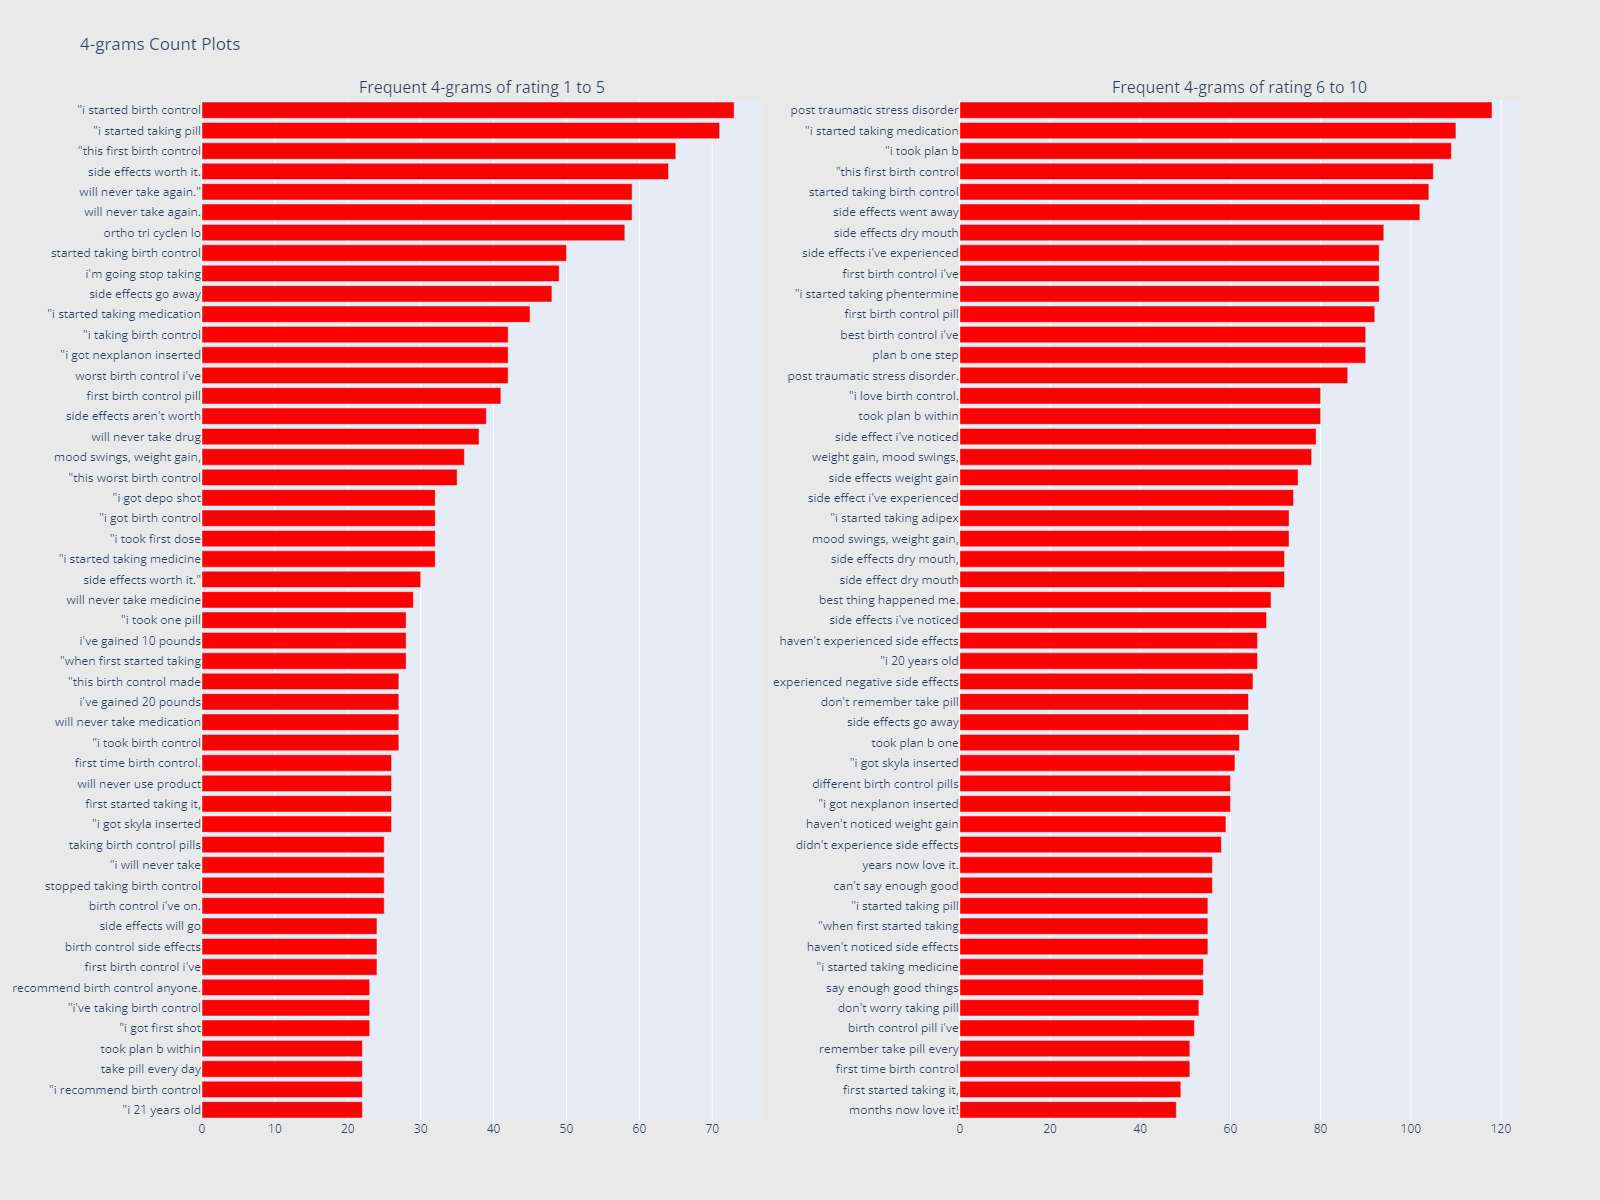 4-grams Count Plots
Frequent 4-grams of rating 1 to 5
"i started birth control
"i started taking pill
"this first birth control
side effects worth it.
will never take again."
will never take again.
ortho tri cyclen lo
started taking birth control
i'm going stop taking
side effects go away
"i started taking medication
"i taking birth control
"i got nexplanon inserted
worst birth control i've
first birth control pill
side effects aren't worth
will never take drug
mood swings, weight gain,
"this worst birth control
"i got depo shot
"i got birth control
"i took first dose
"i started taking medicine
side effects worth it."
will never take medicine
"i took one pill
i've gained 10 pounds
"when first started taking
"this birth control made
i've gained 20 pounds
will never take medication
"i took birth control
first time birth control.
will never use product
first started taking it,
"i got skyla inserted
taking birth control pills
"i will never take
stopped taking birth control
birth control i've on.
side effects will go
birth control side effects
first birth control i've
recommend birth control anyone.
"i've taking birth control
"i got first shot
took plan b within
take pill every day
"i recommend birth control
"i 21 years old
0 10 20 30 40 50 60 70
Frequent 4-grams of rating 6 to 10
post traumatic stress disorder
"i started taking medication
"i took plan b
"this first birth control
started taking birth control
side effects went away
side effects dry mouth
side effects i've experienced
first birth control i've
"i started taking phentermine
first birth control pill
best birth control i've
plan b one step
post traumatic stress disorder.
"i love birth control.
took plan b within
side effect i've noticed
weight gain, mood swings,
side effects weight gain
side effect i've experienced
"i started taking adipex
mood swings, weight gain,
side effects dry mouth,
side effect dry mouth
best thing happened me.
side effects i've noticed
haven't experienced side effects
"i 20 years old
experienced negative side effects
don't remember take pill
side effects go away
took plan b one
"i got skyla inserted
different birth control pills
"i got nexplanon inserted
haven't noticed weight gain
didn't experience side effects
years now love it.
can't say enough good
"i started taking pill
"when first started taking
haven't noticed side effects
"i started taking medicine
say enough good things
don't worry taking pill
birth control pill i've
remember take pill every
first time birth control
first started taking it,
months now love it!
0 20 40 60 80 100 120